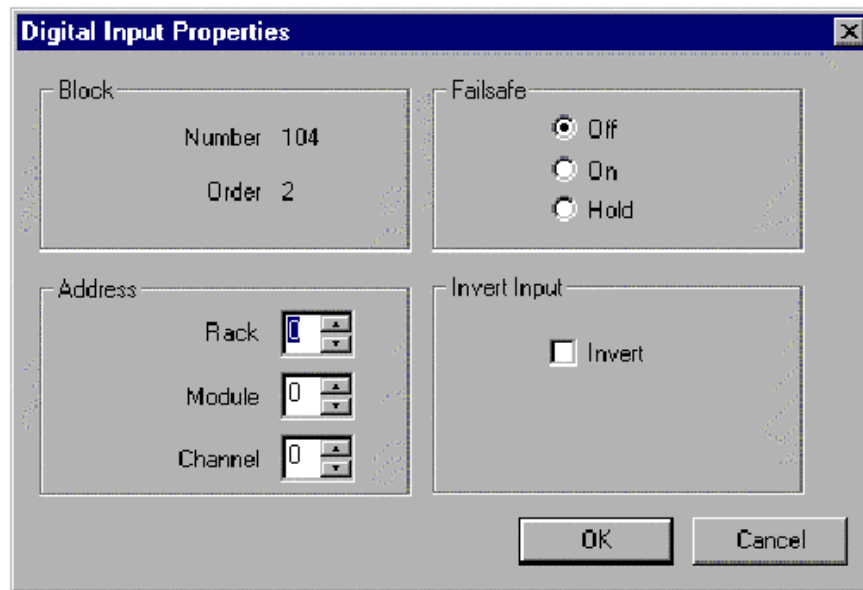 Digital Input Properties
Block
Number 104
Order 2
Failsafe
Off
On
Hold
Address
Rack 0
Module 0
Channel 0
Invert Input
Invert
OK
Cancel